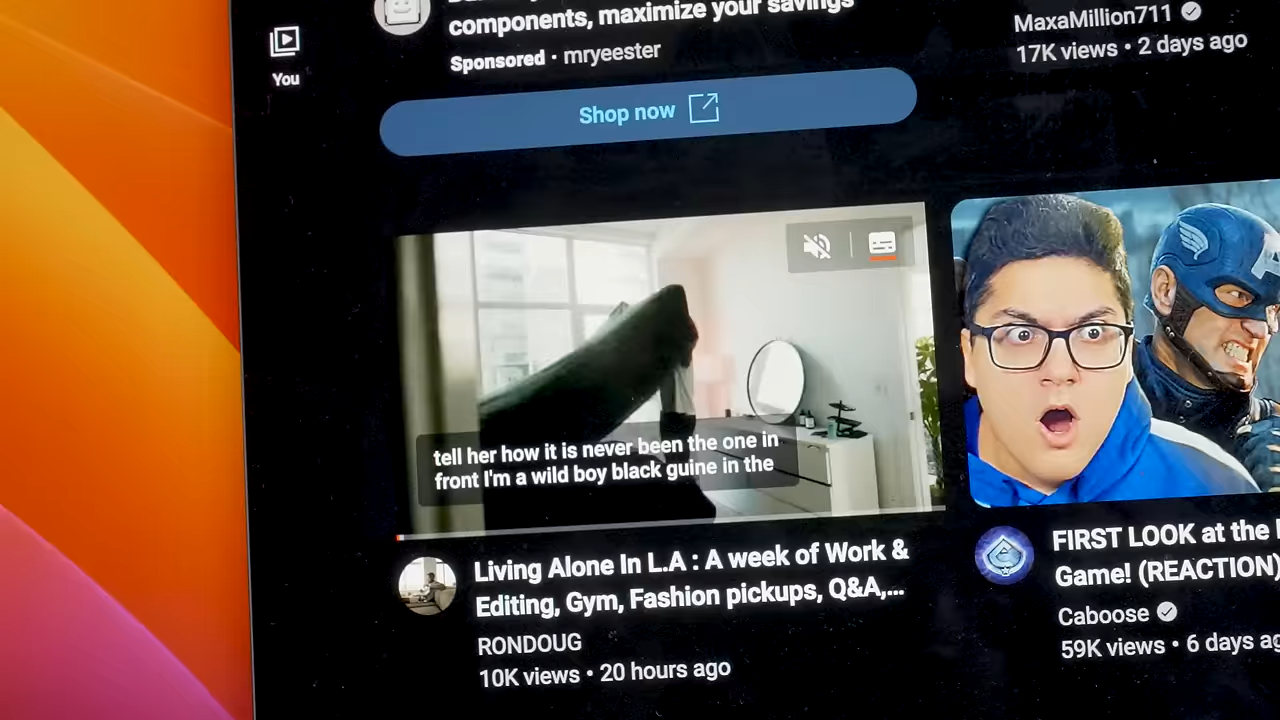 You
components, maximize your savings
Sponsored · mryeester
Shop now
MaxaMillion711
17K views • 2 days ago
tell her how it is never been the one in
front I'm a wild boy black guine in the
Living Alone In L.A : A week of Work &
Editing, Gym, Fashion pickups, Q&A,...
RONDOUG
10K views • 20 hours ago
FIRST LOOK at the
Game! (REACTION)
Caboose
59K views • 6 days